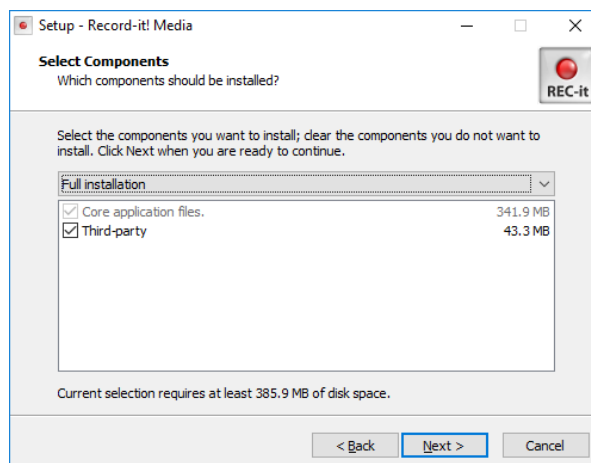 Setup - Record-it! Media
Select Components
Which components should be installed?
REC-it
Select the components you want to install; clear the components you do not want to
install. Click Next when you are ready to continue.
Full installation
Core application files. 341.9 MB
Third-party 43.3 MB
Current selection requires at least 385.9 MB of disk space.
< Back Next > Cancel